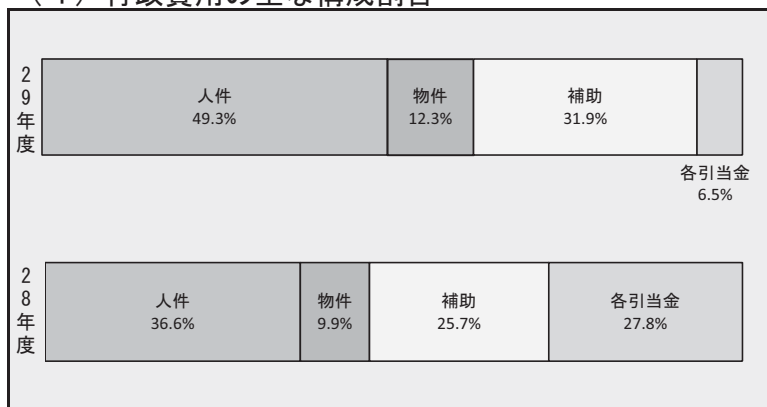 (1) 行政費用の主な構成割合
29年度
人件
49.3%
物件
12.3%
補助
31.9%
各引当金
6.5%
28年度
人件
36.6%
物件
9.9%
補助
25.7%
各引当金
27.8%